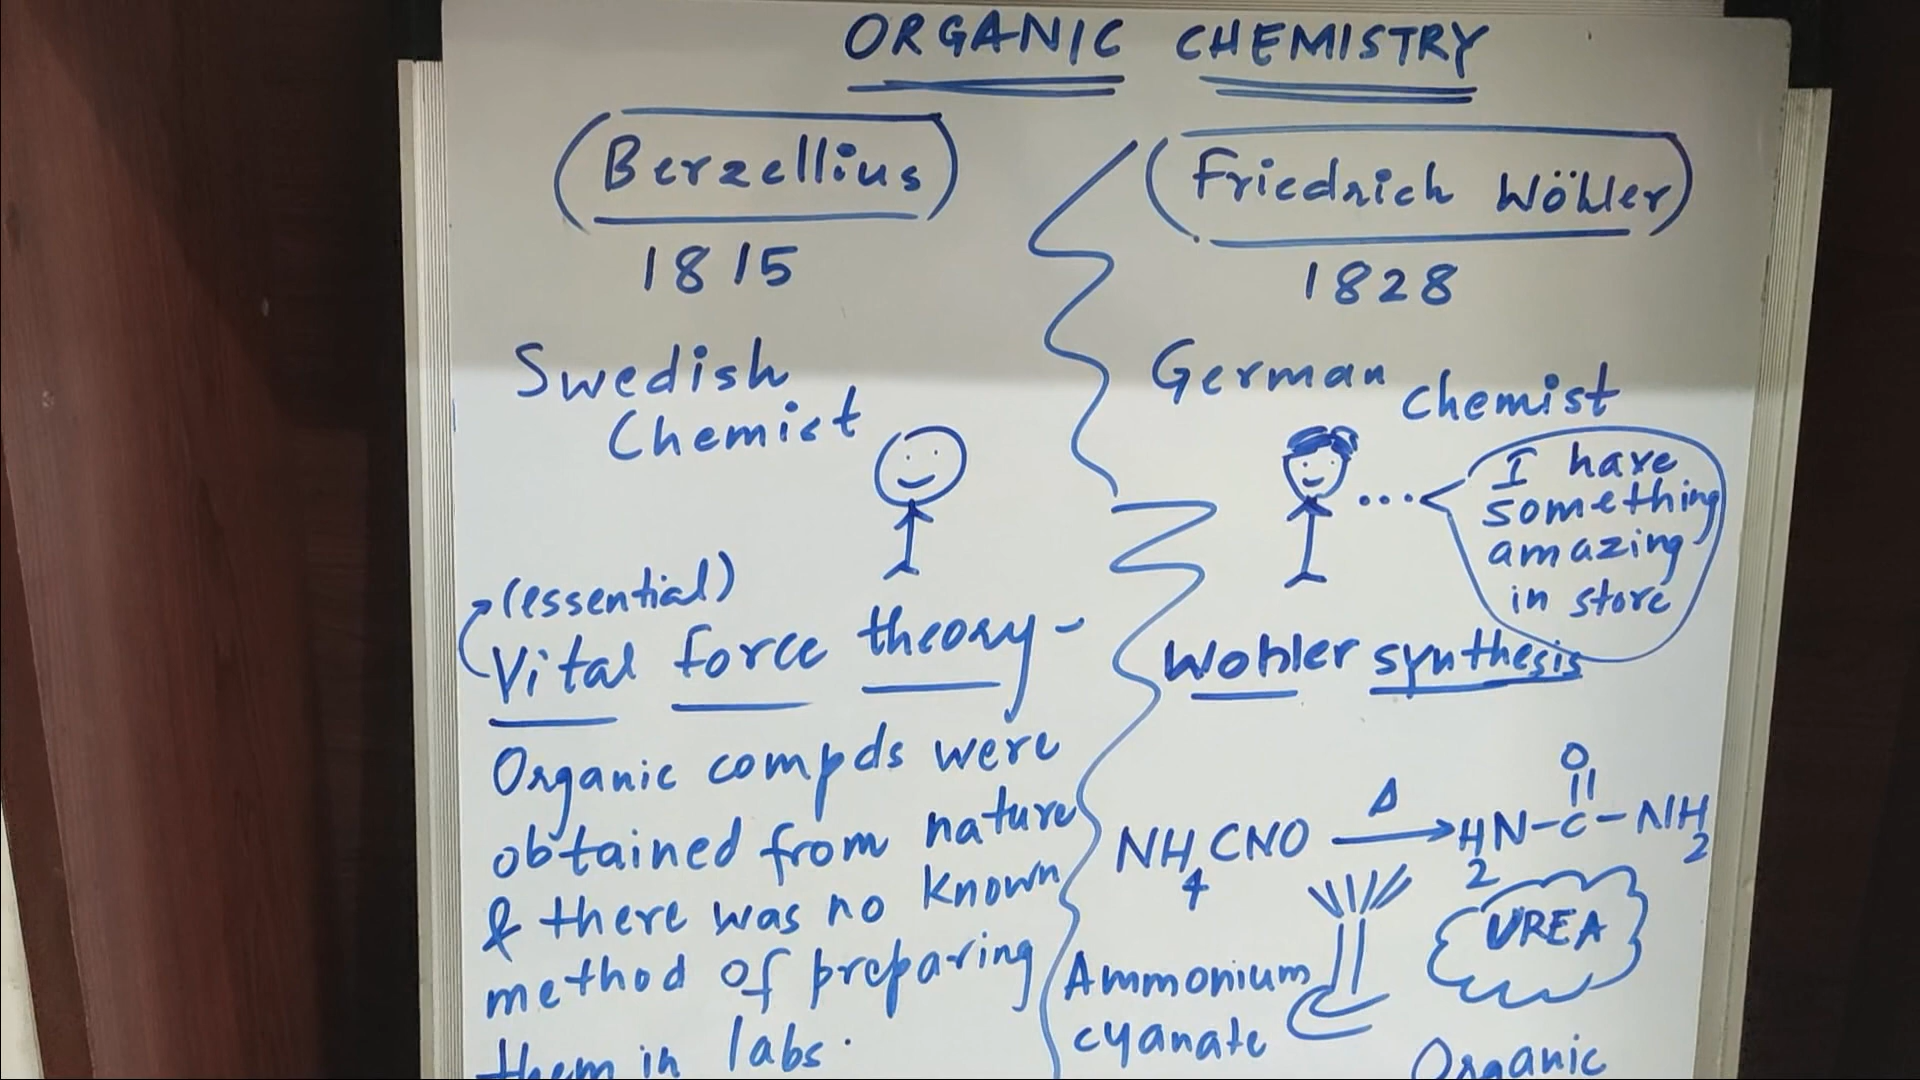 ORGANIC CHEMISTRY
Berzellius
1815
Swedish
Chemist
(essential)
Vital force theory-
Organic compds were
obtained from nature
& there was no known
method of preparing
them in labs.
Friedrich Wöhler
1828
German chemist
I have
something
amazing
in store
Wohler synthesis
O
NH4CNO Δ H2N-C-NH2
UREA
Ammonium
cyanate
Organic